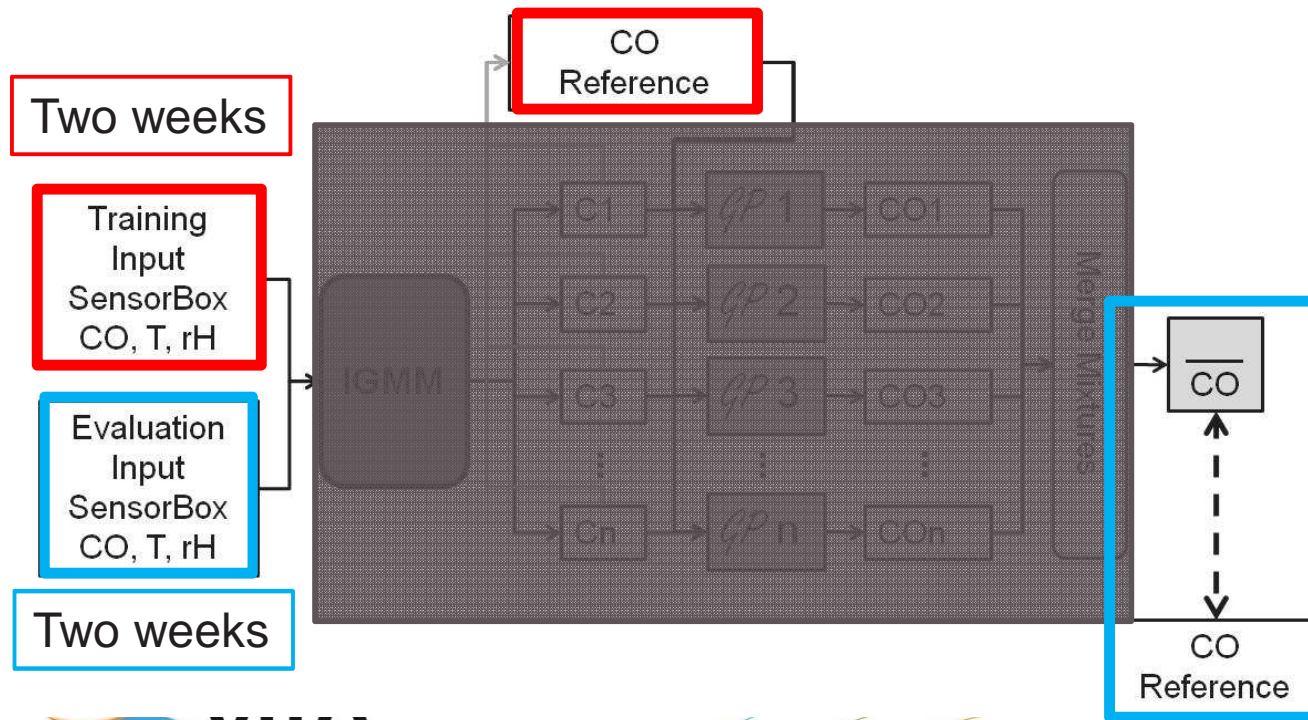 CO
Reference
Two weeks
Training
Input
SensorBox
CO, T, rH
Evaluation
Input
SensorBox
CO, T, rH
Two weeks
IGMM
C1
GP 1
CO1
C2
GP 2
CO2
C3
GP 3
CO3
...
...
...
Cn
GP n
COn
Merge Mixtures
CO
CO
Reference